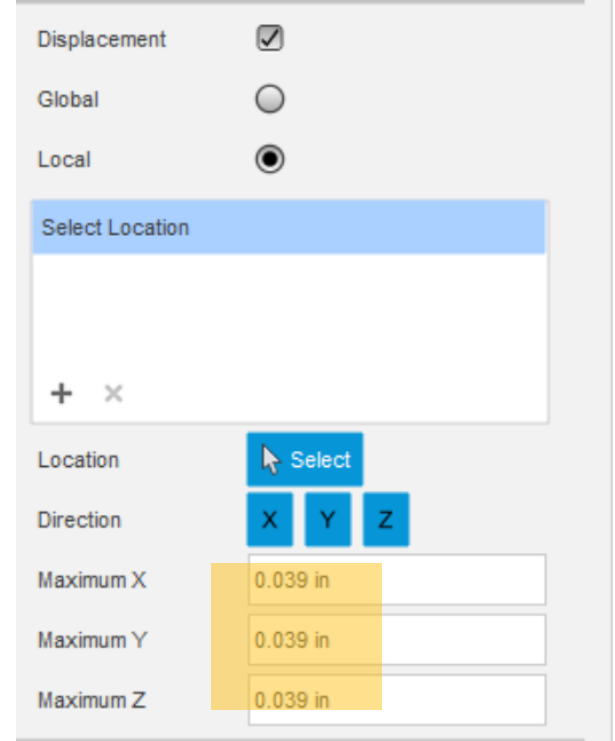 Displacement
Global
Local
Select Location
Location Select
Direction X Y Z
Maximum X 0.039 in
Maximum Y 0.039 in
Maximum Z 0.039 in